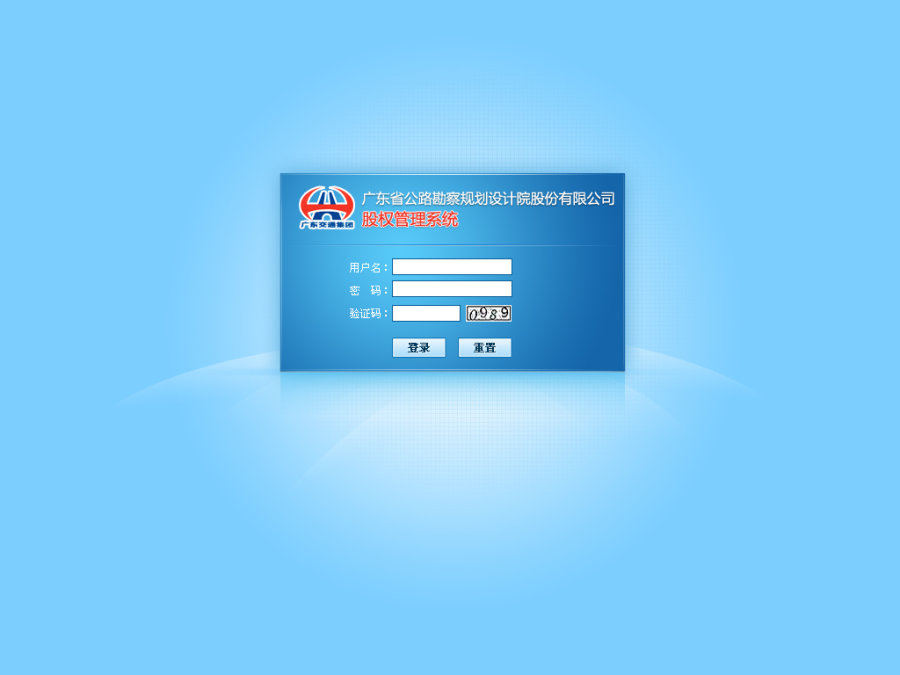 广东省公路勘察规划设计院股份有限公司
股权管理系统
广东交通集团
用户名：
密 码：
验证码： 0989
登录 重置